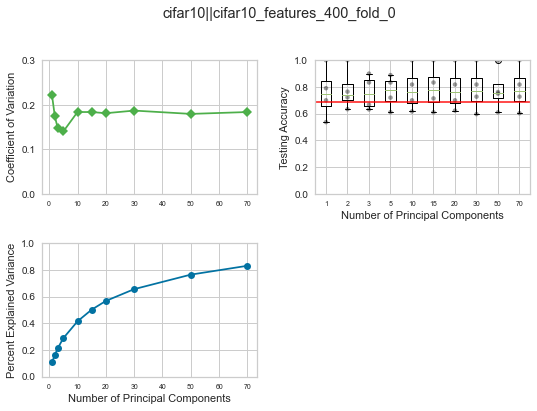 cifar10||cifar10_features_400_fold_0
Coefficient of Variation
0.3
0.2
0.1
0.0
0 10 20 30 40 50 60 70
Testing Accuracy
1.0
0.8
0.6
0.4
0.2
0.0
1 2 3 5 10 15 20 30 50 70
Number of Principal Components
Percent Explained Variance
1.0
0.8
0.6
0.4
0.2
0.0
0 10 20 30 40 50 60 70
Number of Principal Components